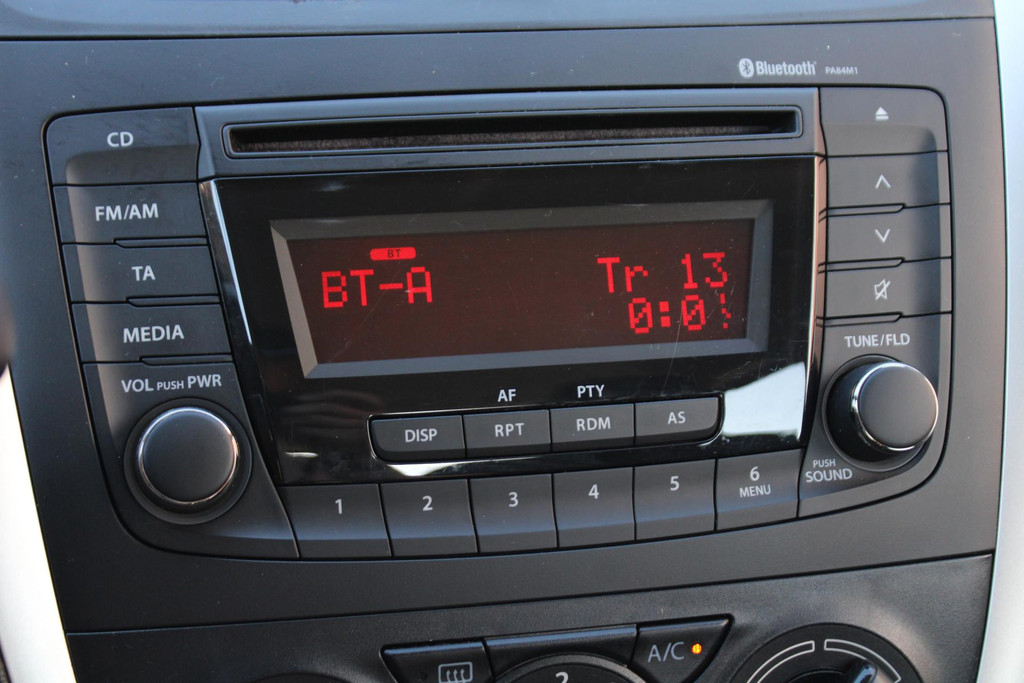 Bluetooth PA84M1
CD
FM/AM
TA
MEDIA
VOL PUSH PWR
BT
BT-A
Tr 13
TUNE/FLD
AF PTY
DISP RPT RDM AS
PUSH
SOUND
1 2 3 4 5 6
MENU
A/C
2